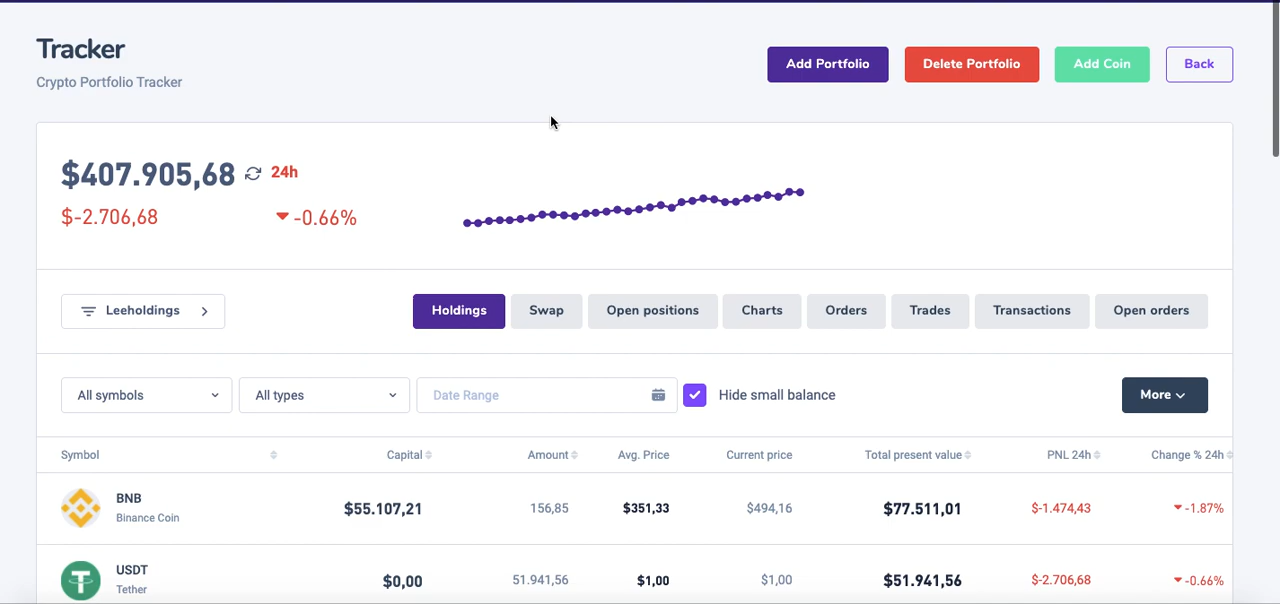 Tracker
Crypto Portfolio Tracker
Add Portfolio
Delete Portfolio
Add Coin
Back
$407.905,68 24h
$-2.706,68 -0.66%
Leeholdings
Holdings
Swap
Open positions
Charts
Orders
Trades
Transactions
Open orders
All symbols
All types
Date Range
Hide small balance
More
Symbol Capital Amount Avg. Price Current price Total present value PNL 24h Change % 24h
BNB
Binance Coin
$55.107,21 156,85 $351,33 $494,16 $77.511,01 $-1.474,43 -1.87%
USDT
Tether
$0,00 51.941,56 $1,00 $1,00 $51.941,56 $-2.706,68 -0.66%